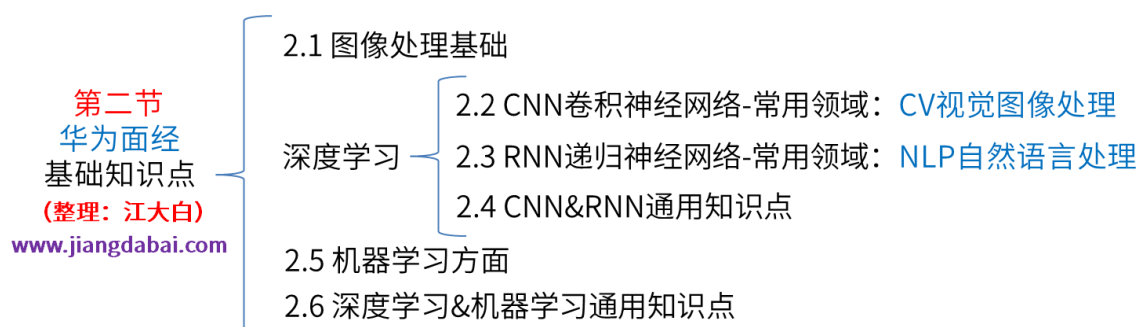 第二节
华为面经
基础知识点
（整理：江大白）
www.jiangdabai.com
2.1 图像处理基础
深度学习
2.2 CNN卷积神经网络-常用领域：CV视觉图像处理
2.3 RNN递归神经网络-常用领域：NLP自然语言处理
2.4 CNN&RNN通用知识点
2.5 机器学习方面
2.6 深度学习&机器学习通用知识点